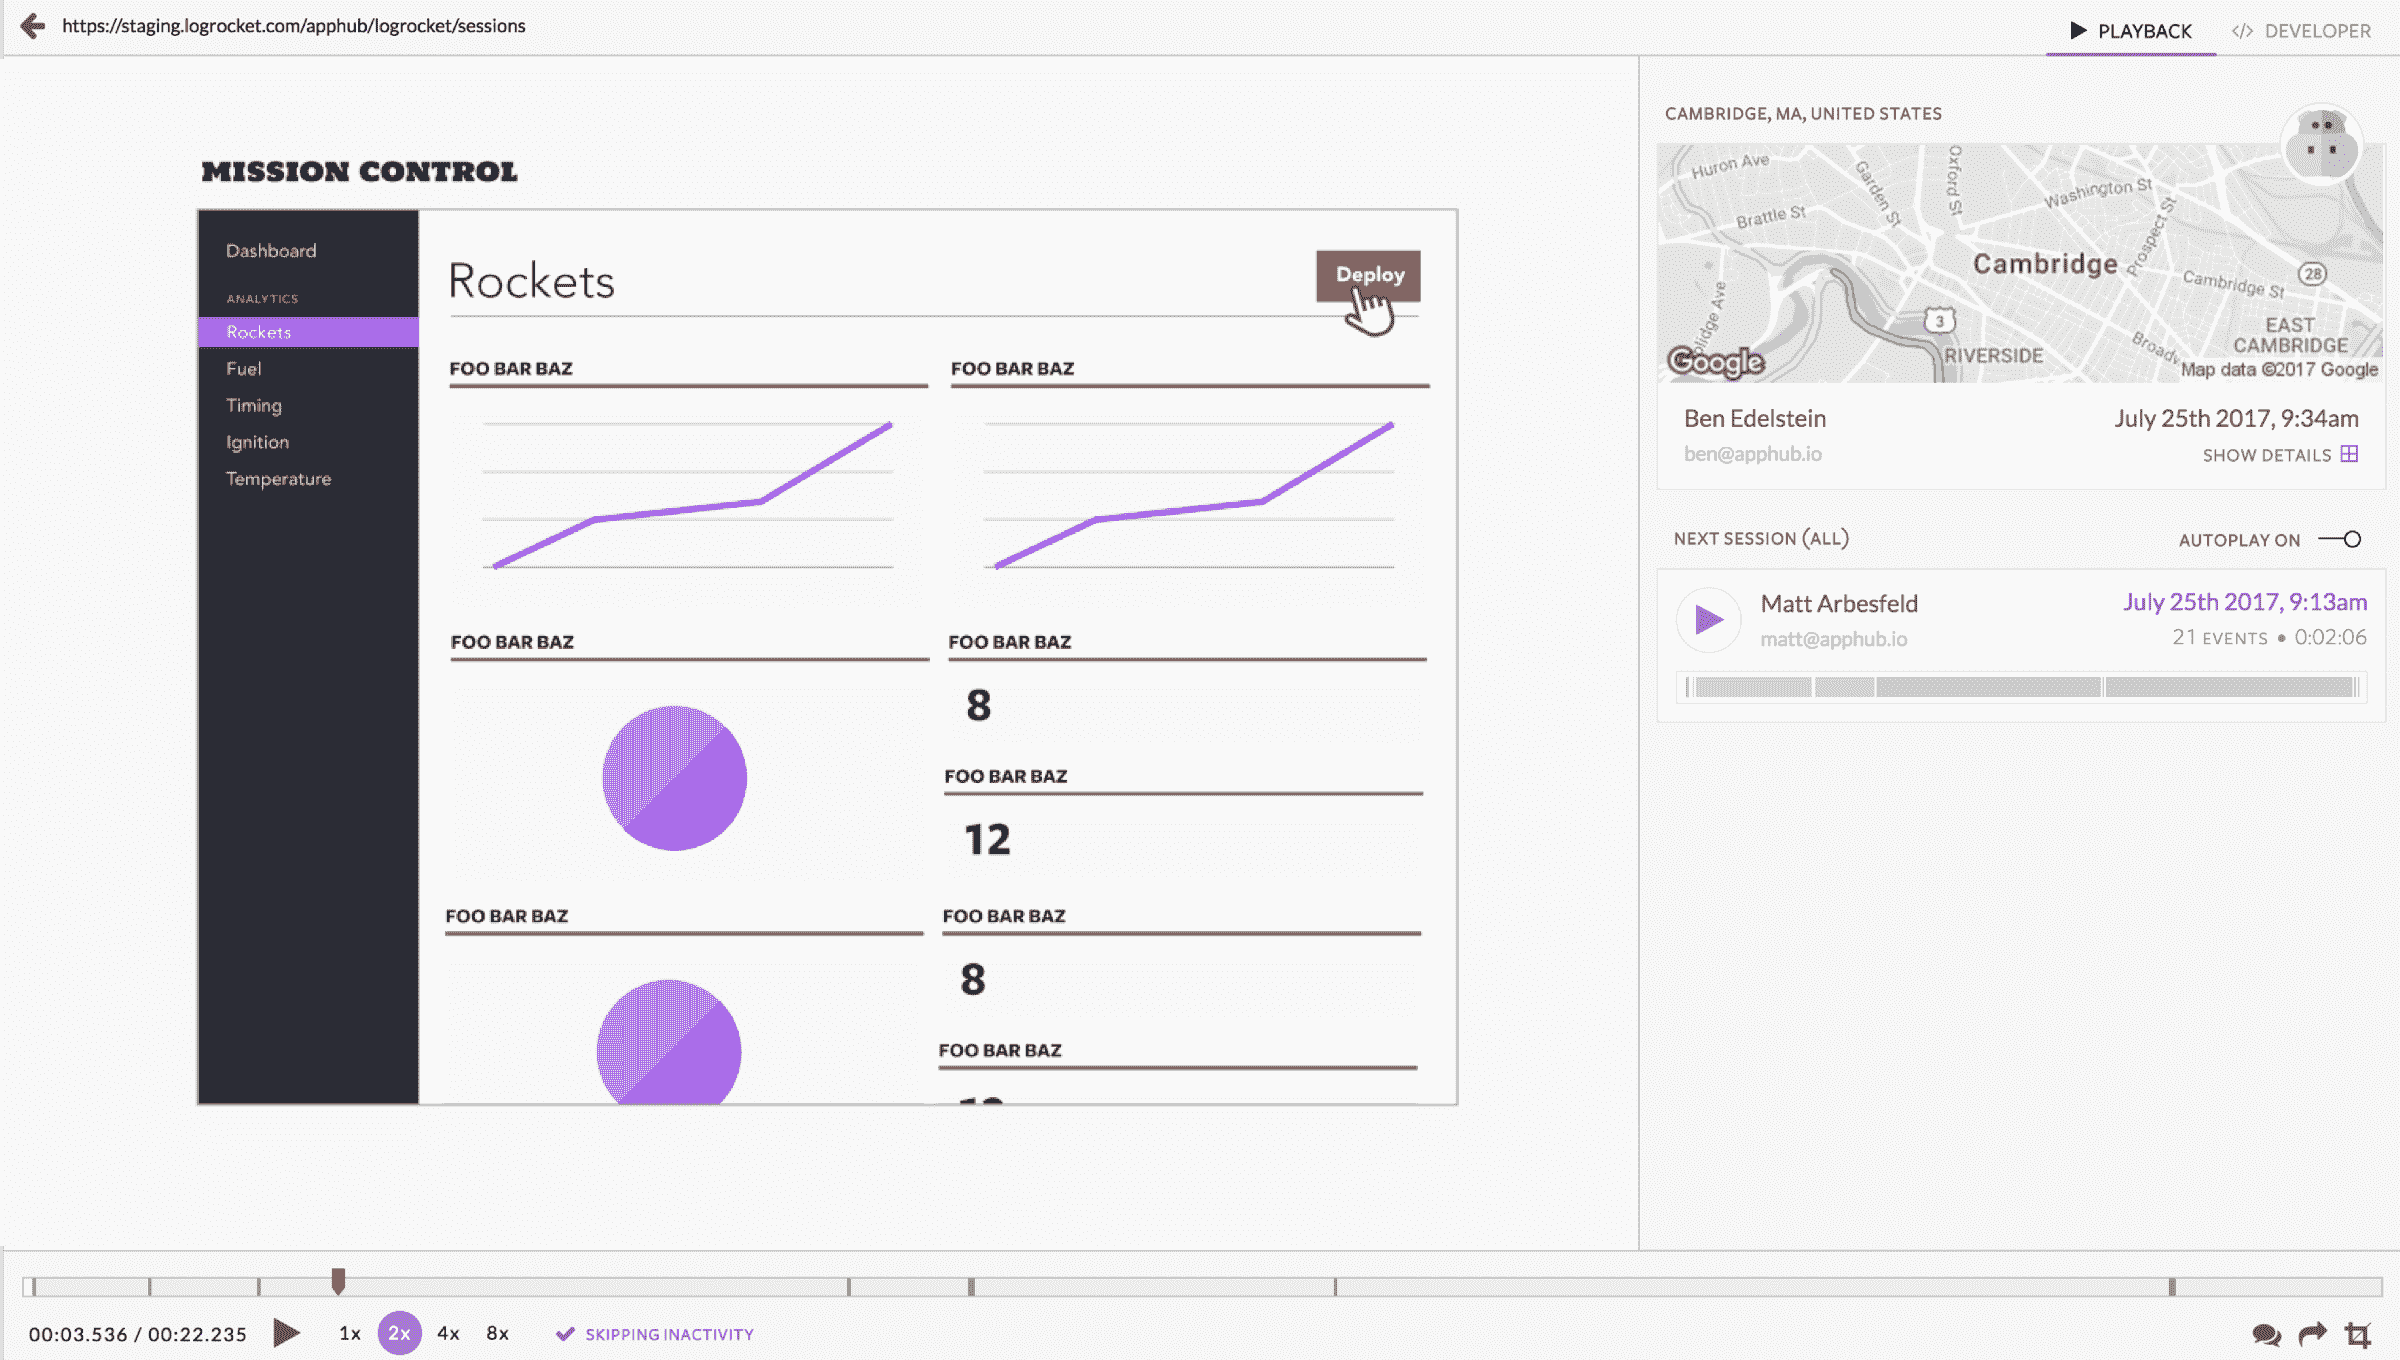 https://staging.logrocket.com/apphub/logrocket/sessions
PLAYBACK
</> DEVELOPER
MISSION CONTROL
Dashboard
ANALYTICS
Rockets
Fuel
Timing
Ignition
Temperature
Rockets
Deploy
FOO BAR BAZ
FOO BAR BAZ
FOO BAR BAZ
FOO BAR BAZ
8
FOO BAR BAZ
12
FOO BAR BAZ
FOO BAR BAZ
8
FOO BAR BAZ
CAMBRIDGE, MA, UNITED STATES
Huron Ave
Brattle St
Garden St
Oxford St
Washington St
Prospect St
Cambridge
Cambridge St
28
3
RIVERSIDE
EAST
CAMBRIDGE
Google
Map data ©2017 Google
Ben Edelstein
July 25th 2017, 9:34am
ben@apphub.io
SHOW DETAILS
NEXT SESSION (ALL)
AUTOPLAY ON
Matt Arbesfeld
July 25th 2017, 9:13am
matt@apphub.io
21 EVENTS • 0:02:06
00:03.536 / 00:22.235
1x
2x
4x
8x
SKIPPING INACTIVITY